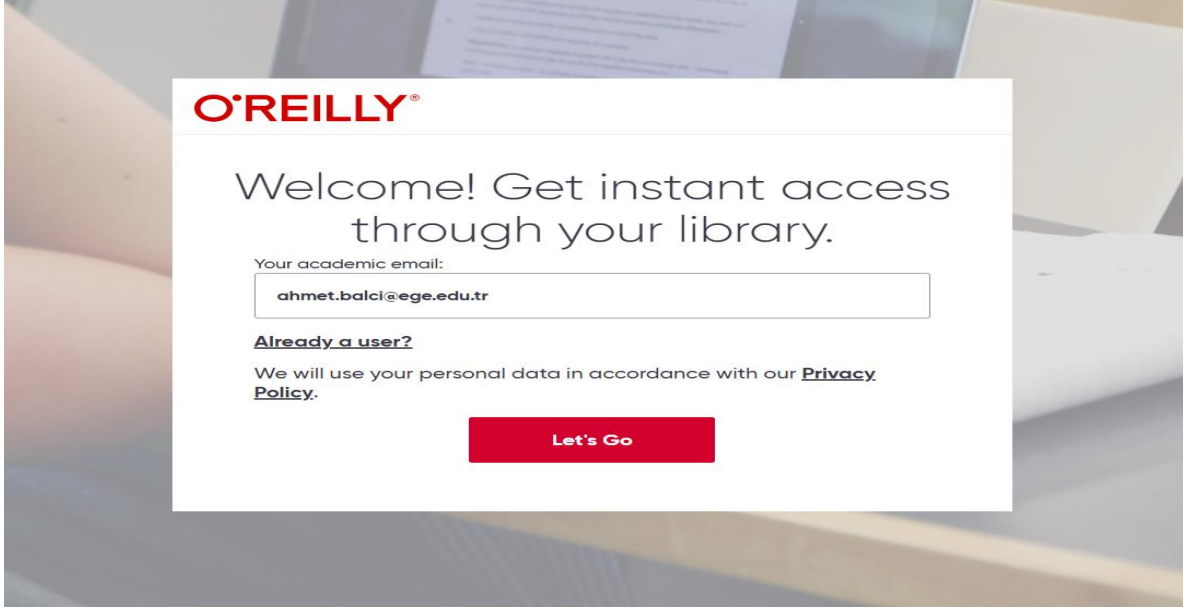 O'REILLY®
Welcome! Get instant access
through your library.
Your academic email:
ahmet.balci@ege.edu.tr
Already a user?
We will use your personal data in accordance with our Privacy
Policy.
Let's Go